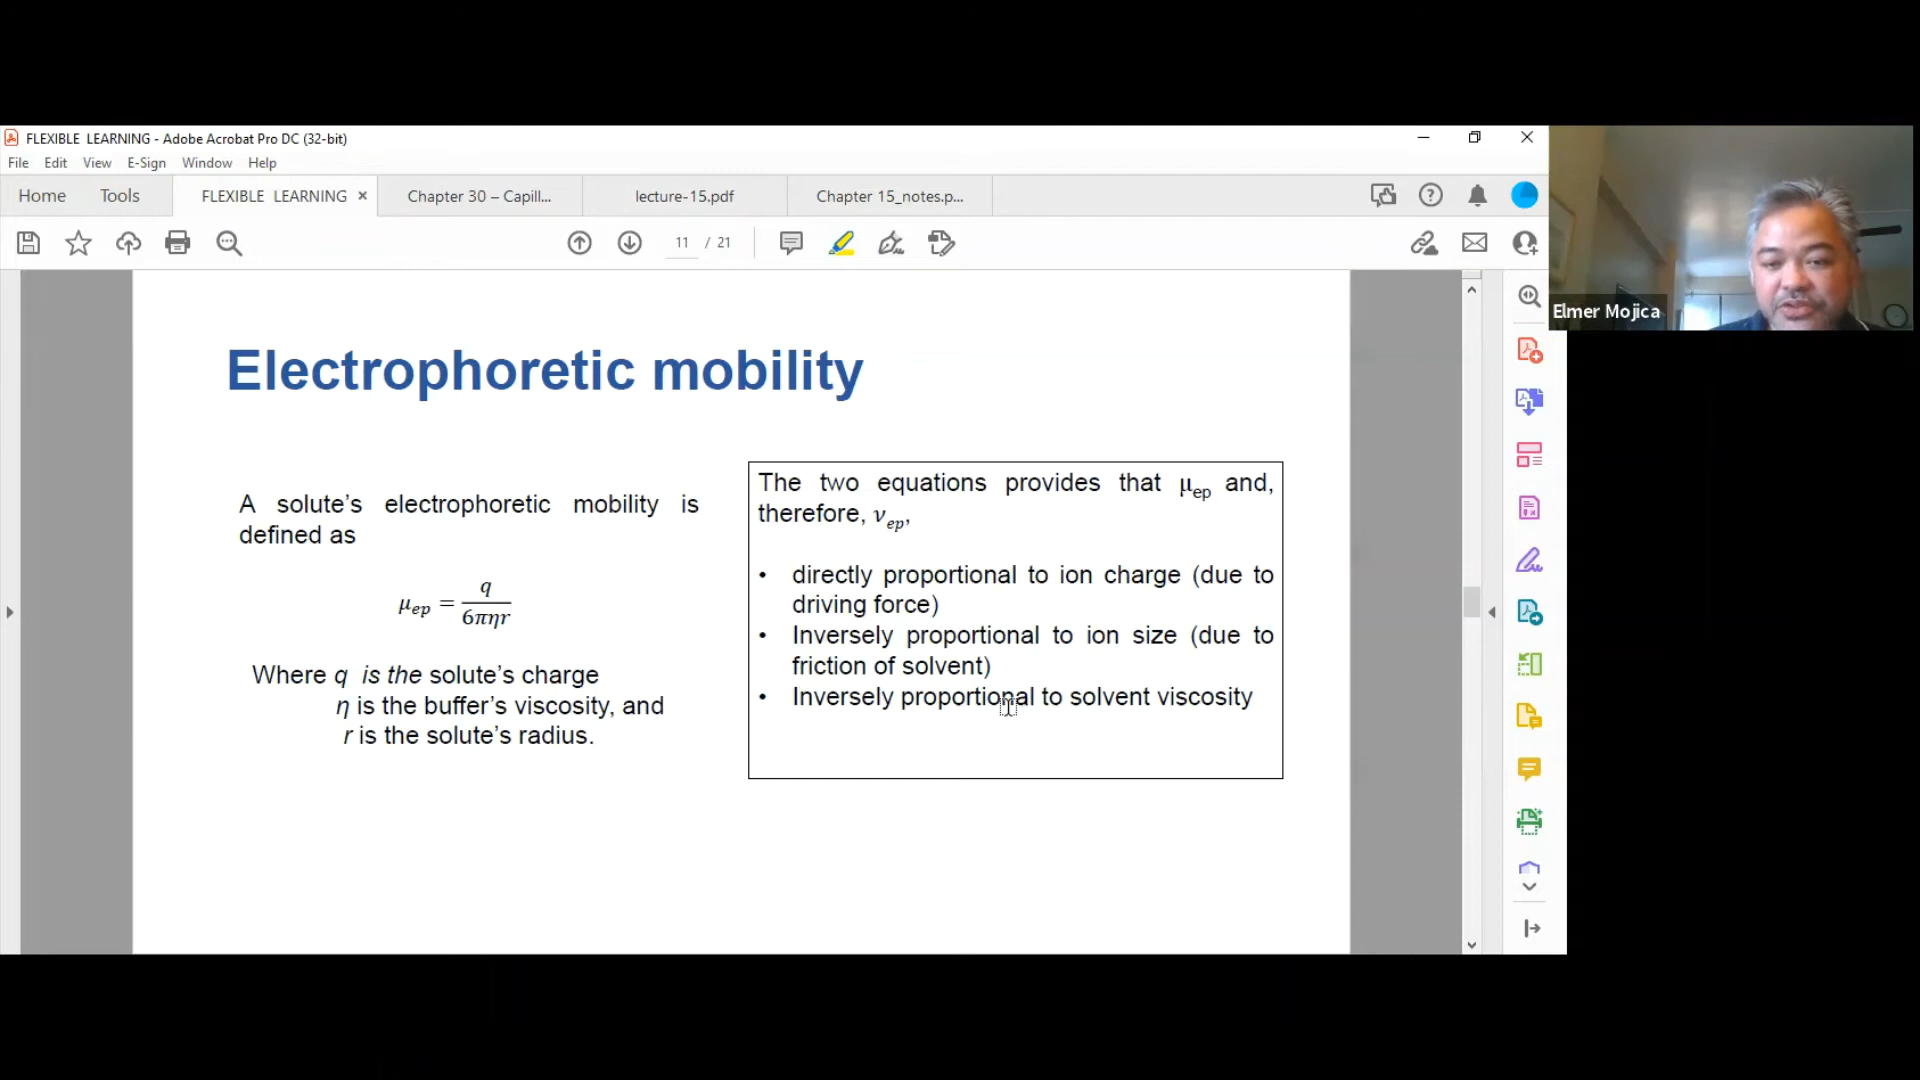 FLEXIBLE LEARNING - Adobe Acrobat Pro DC (32-bit)
File Edit View E-Sign Window Help
Home Tools FLEXIBLE LEARNING × Chapter 30 – Capill... lecture-15.pdf Chapter 15_notes.p...
11 / 21
Elmer Mojica
Electrophoretic mobility
A solute’s electrophoretic mobility is
defined as
μep = q / 6πηr
Where q is the solute’s charge
η is the buffer’s viscosity, and
r is the solute’s radius.
The two equations provides that μep and,
therefore, νep,
• directly proportional to ion charge (due to
driving force)
• Inversely proportional to ion size (due to
friction of solvent)
• Inversely proportional to solvent viscosity